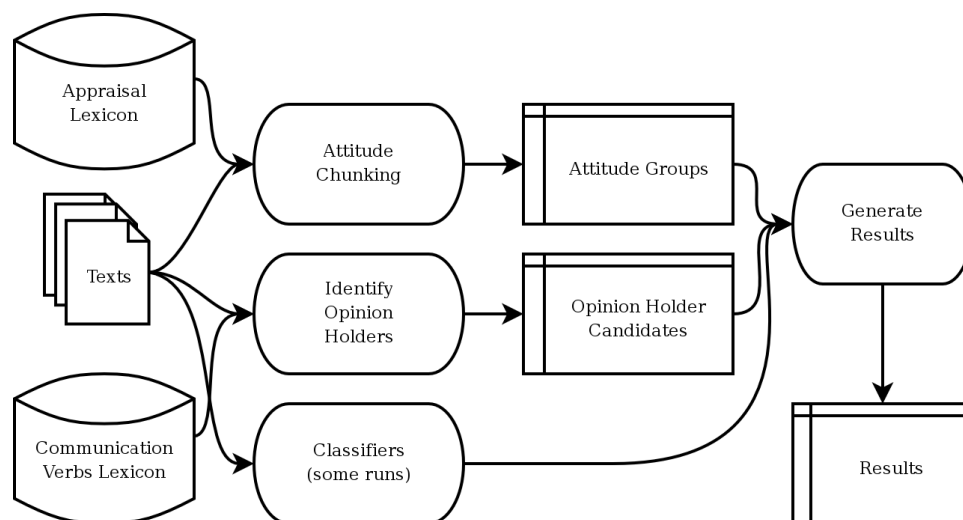 Appraisal
Lexicon
Attitude
Chunking
Attitude Groups
Generate
Results
Texts
Identify
Opinion
Holders
Opinion Holder
Candidates
Communication
Verbs Lexicon
Classifiers
(some runs)
Results